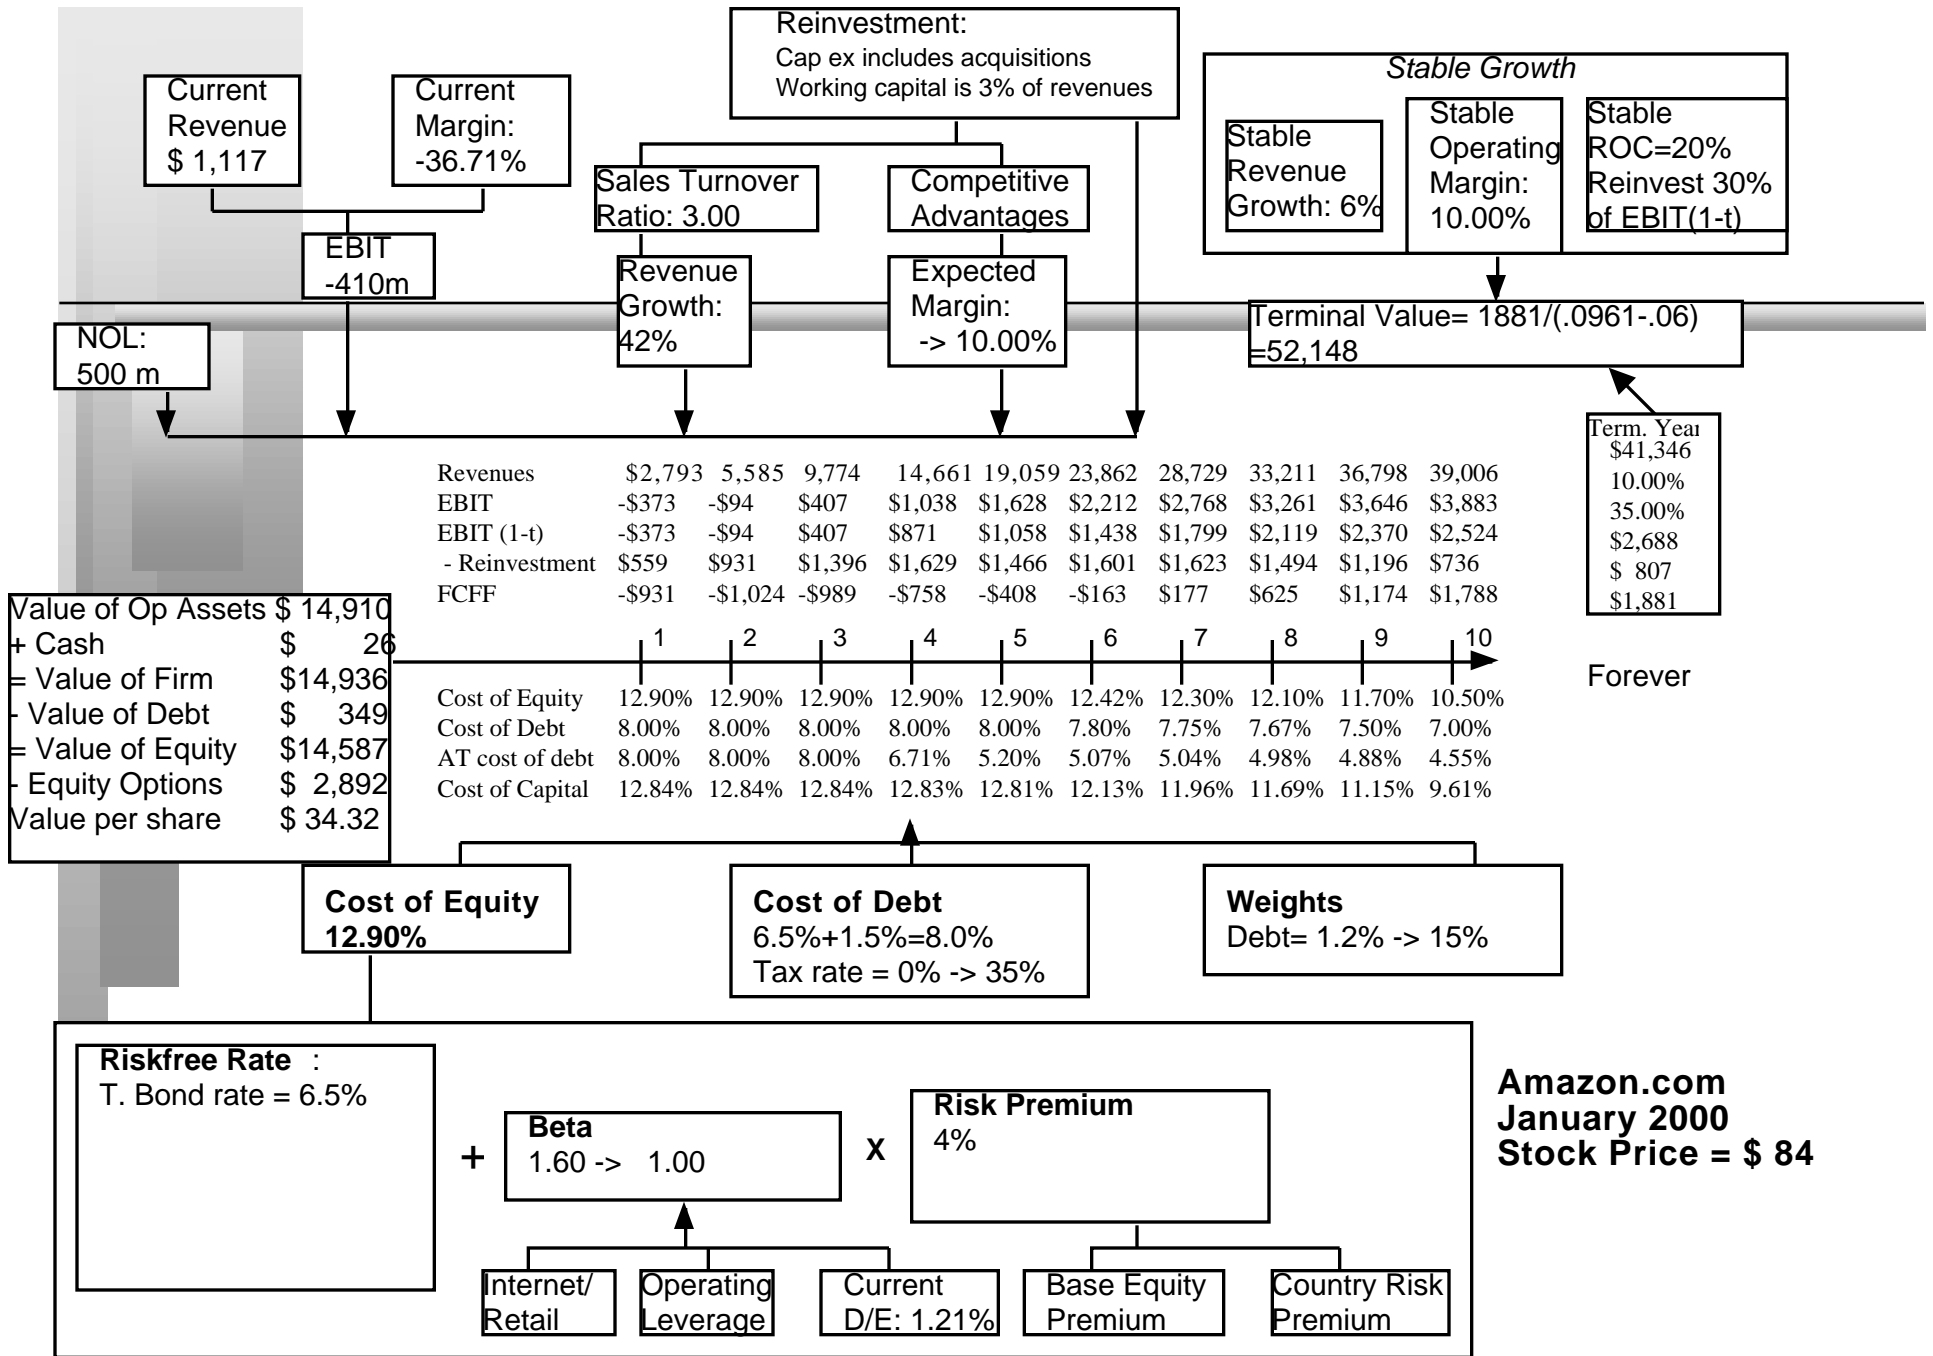 Reinvestment:
Cap ex includes acquisitions
Working capital is 3% of revenues
Current
Revenue
$ 1,117
Current
Margin:
-36.71%
EBIT
-410m
NOL:
500 m
Sales Turnover
Ratio: 3.00
Competitive
Advantages
Revenue
Growth:
42%
Expected
Margin:
-> 10.00%
Stable Growth
Stable
Revenue
Growth: 6%
Stable
Operating
Margin:
10.00%
Stable
ROC=20%
Reinvest 30%
of EBIT(1-t)
Terminal Value= 1881/(.0961-.06)
=52,148
Term. Year
$41,346
10.00%
35.00%
$2,688
$ 807
$1,881
Revenues $2,793 5,585 9,774 14,661 19,059 23,862 28,729 33,211 36,798 39,006
EBIT -$373 -$94 $407 $1,038 $1,628 $2,212 $2,768 $3,261 $3,646 $3,883
EBIT (1-t) -$373 -$94 $407 $871 $1,058 $1,438 $1,799 $2,119 $2,370 $2,524
- Reinvestment $559 $931 $1,396 $1,629 $1,466 $1,601 $1,623 $1,494 $1,196 $736
FCFF -$931 -$1,024 -$989 -$758 -$408 -$163 $177 $625 $1,174 $1,788
1 2 3 4 5 6 7 8 9 10
Forever
Cost of Equity 12.90% 12.90% 12.90% 12.90% 12.90% 12.42% 12.30% 12.10% 11.70% 10.50%
Cost of Debt 8.00% 8.00% 8.00% 8.00% 8.00% 7.80% 7.75% 7.67% 7.50% 7.00%
AT cost of debt 8.00% 8.00% 8.00% 6.71% 5.20% 5.07% 5.04% 4.98% 4.88% 4.55%
Cost of Capital 12.84% 12.84% 12.84% 12.83% 12.81% 12.13% 11.96% 11.69% 11.15% 9.61%
Value of Op Assets $ 14,910
+ Cash $ 26
= Value of Firm $14,936
- Value of Debt $ 349
= Value of Equity $14,587
- Equity Options $ 2,892
Value per share $ 34.32
Cost of Equity
12.90%
Cost of Debt
6.5%+1.5%=8.0%
Tax rate = 0% -> 35%
Weights
Debt= 1.2% -> 15%
Riskfree Rate :
T. Bond rate = 6.5%
+
Beta
1.60 -> 1.00
X
Risk Premium
4%
Internet/
Retail
Operating
Leverage
Current
D/E: 1.21%
Base Equity
Premium
Country Risk
Premium
Amazon.com
January 2000
Stock Price = $ 84